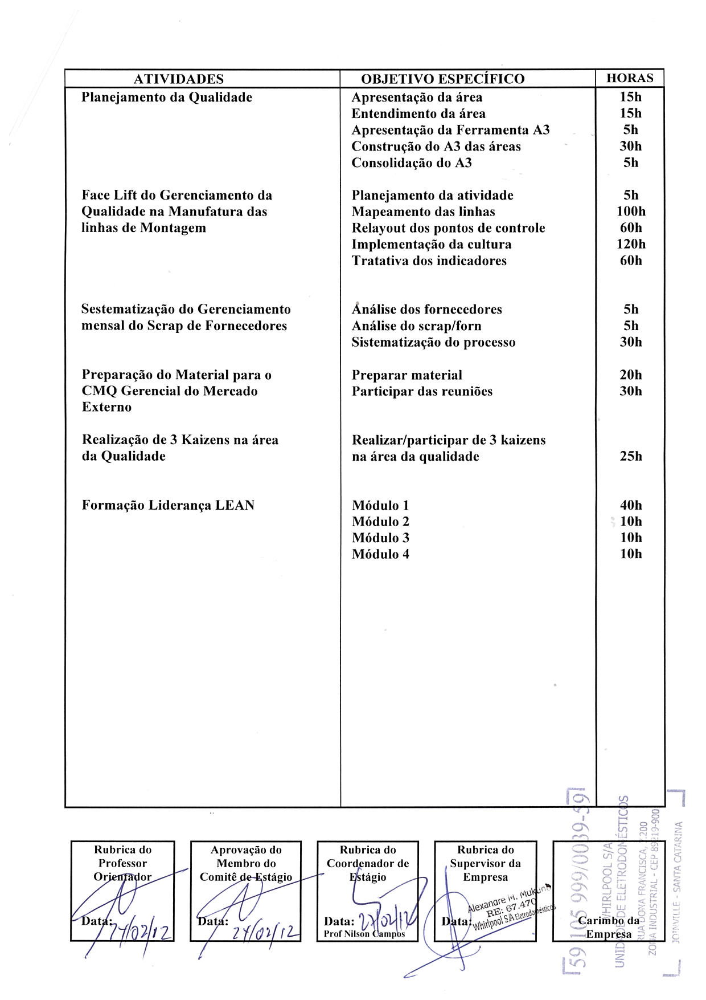 ATIVIDADES OBJETIVO ESPECÍFICO HORAS
Planejamento da Qualidade Apresentação da área 15h
Entendimento da área 15h
Apresentação da Ferramenta A3 5h
Construção do A3 das áreas 30h
Consolidação do A3 5h
Face Lift do Gerenciamento da Planejamento da atividade 5h
Qualidade na Manufatura das Mapeamento das linhas 100h
linhas de Montagem Relayout dos pontos de controle 60h
Implementação da cultura 120h
Tratativa dos indicadores 60h
Sestematização do Gerenciamento Análise dos fornecedores 5h
mensal do Scrap de Fornecedores Análise do scrap/forn 5h
Sistematização do processo 30h
Preparação do Material para o Preparar material 20h
CMQ Gerencial do Mercado Participar das reuniões 30h
Externo
Realização de 3 Kaizens na área Realizar/participar de 3 kaizens
da Qualidade na área da qualidade 25h
Formação Liderança LEAN Módulo 1 40h
Módulo 2 10h
Módulo 3 10h
Módulo 4 10h
Rubrica do
Professor
Orientador
Data: 24/02/12
Aprovação do
Membro do
Comitê de Estágio
Data: 24/02/12
Rubrica do
Coordenador de
Estágio
Data: 27/02/12
Prof Nilson Campos
Rubrica do
Supervisor da
Empresa
Alexandre M. Mukuno
RE: 67.470
Data: Whirlpool S/A Eletrodomésticos
Carimbo da
Empresa
59 105 999/0039-59
WHIRLPOOL S/A
UNIDADE DE ELETRODOMÉSTICOS
RUA DONA FRANCISCA, 7.200
ZONA INDUSTRIAL - CEP 89219-900
JOINVILLE - SANTA CATARINA